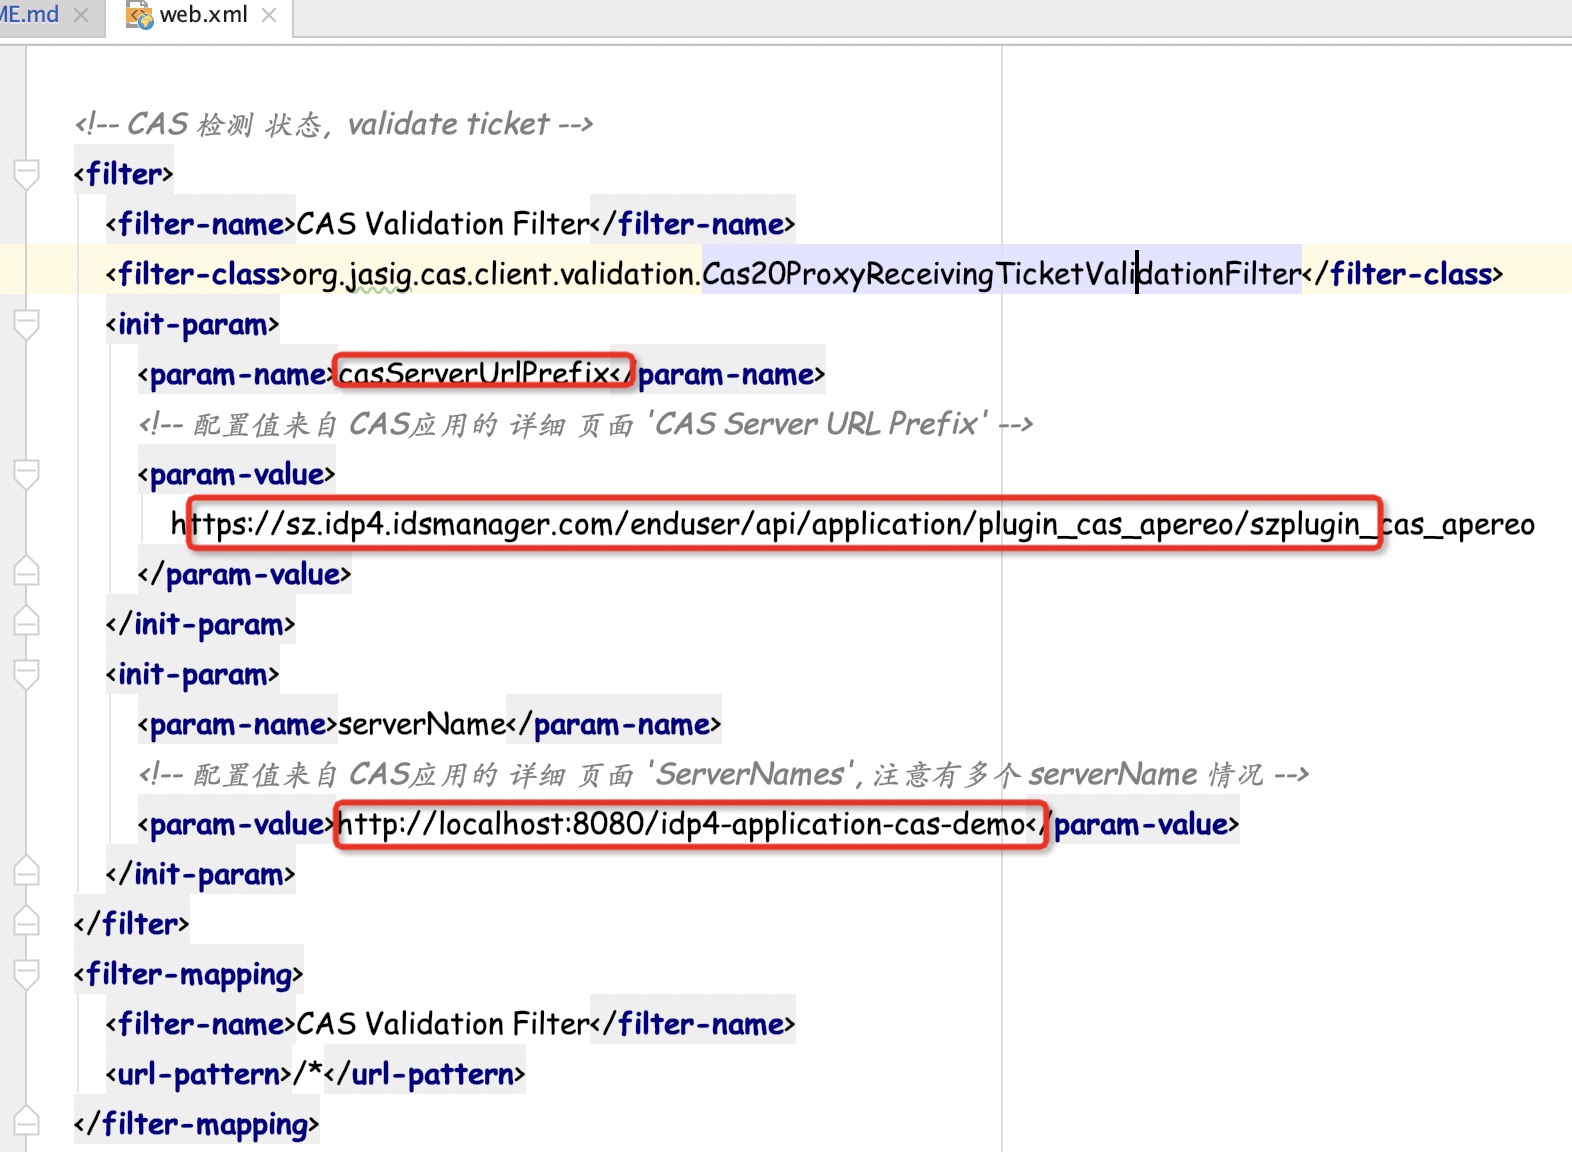 ME.md
web.xml
<!-- CAS 检测 状态, validate ticket -->
<filter>
<filter-name>CAS Validation Filter</filter-name>
<filter-class>org.jasig.cas.client.validation.Cas20ProxyReceivingTicketValidationFilter</filter-class>
<init-param>
<param-name>casServerUrlPrefix</param-name>
<!-- 配置值来自 CAS应用的 详细 页面 'CAS Server URL Prefix' -->
<param-value>
https://sz.idp4.idsmanager.com/enduser/api/application/plugin_cas_apereo/szplugin_cas_apereo
</param-value>
</init-param>
<init-param>
<param-name>serverName</param-name>
<!-- 配置值来自 CAS应用的 详细 页面 'ServerNames', 注意有多个 serverName 情况 -->
<param-value>http://localhost:8080/idp4-application-cas-demo</param-value>
</init-param>
</filter>
<filter-mapping>
<filter-name>CAS Validation Filter</filter-name>
<url-pattern>/*</url-pattern>
</filter-mapping>